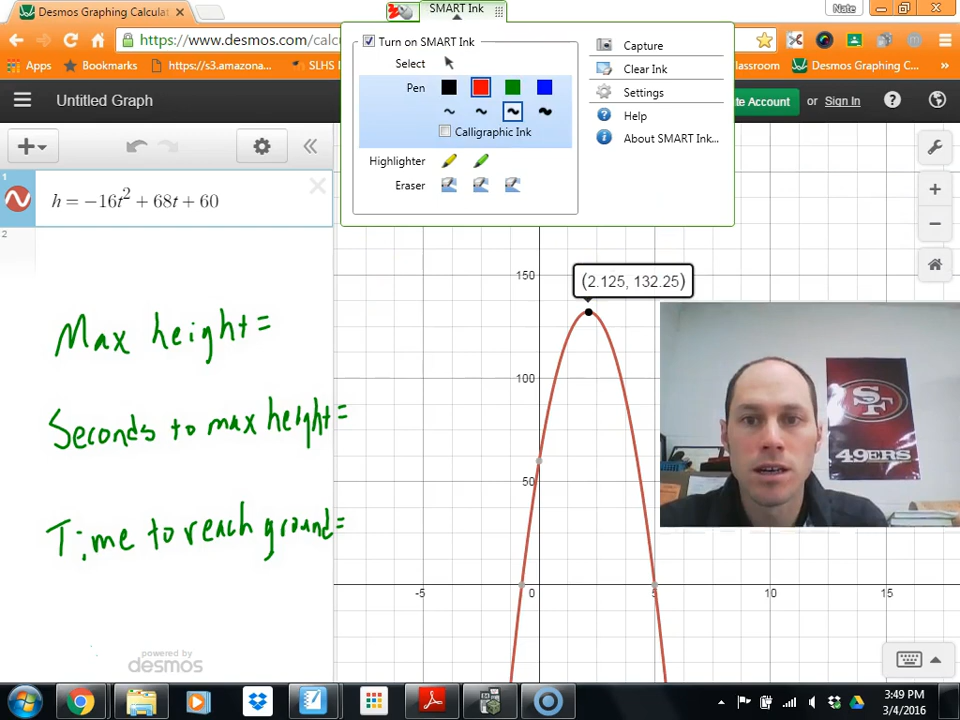 Desmos Graphing Calculat
SMART Ink
Nate
https://www.desmos.com/calc
Apps
Bookmarks
https://s3.amazona...
SLHS
lassroom
Desmos Graphing C...
»
Untitled Graph
te Account
or
Sign In
Turn on SMART Ink
Select
Pen
Calligraphic Ink
Highlighter
Eraser
Capture
Clear Ink
Settings
Help
About SMART Ink...
1
h = −16t² + 68t + 60
2
(2.125, 132.25)
150
100
50
-5
0
5
10
15
Max height =
Seconds to max height =
Time to reach ground =
SF
49ERS
powered by
desmos
3:49 PM
3/4/2016